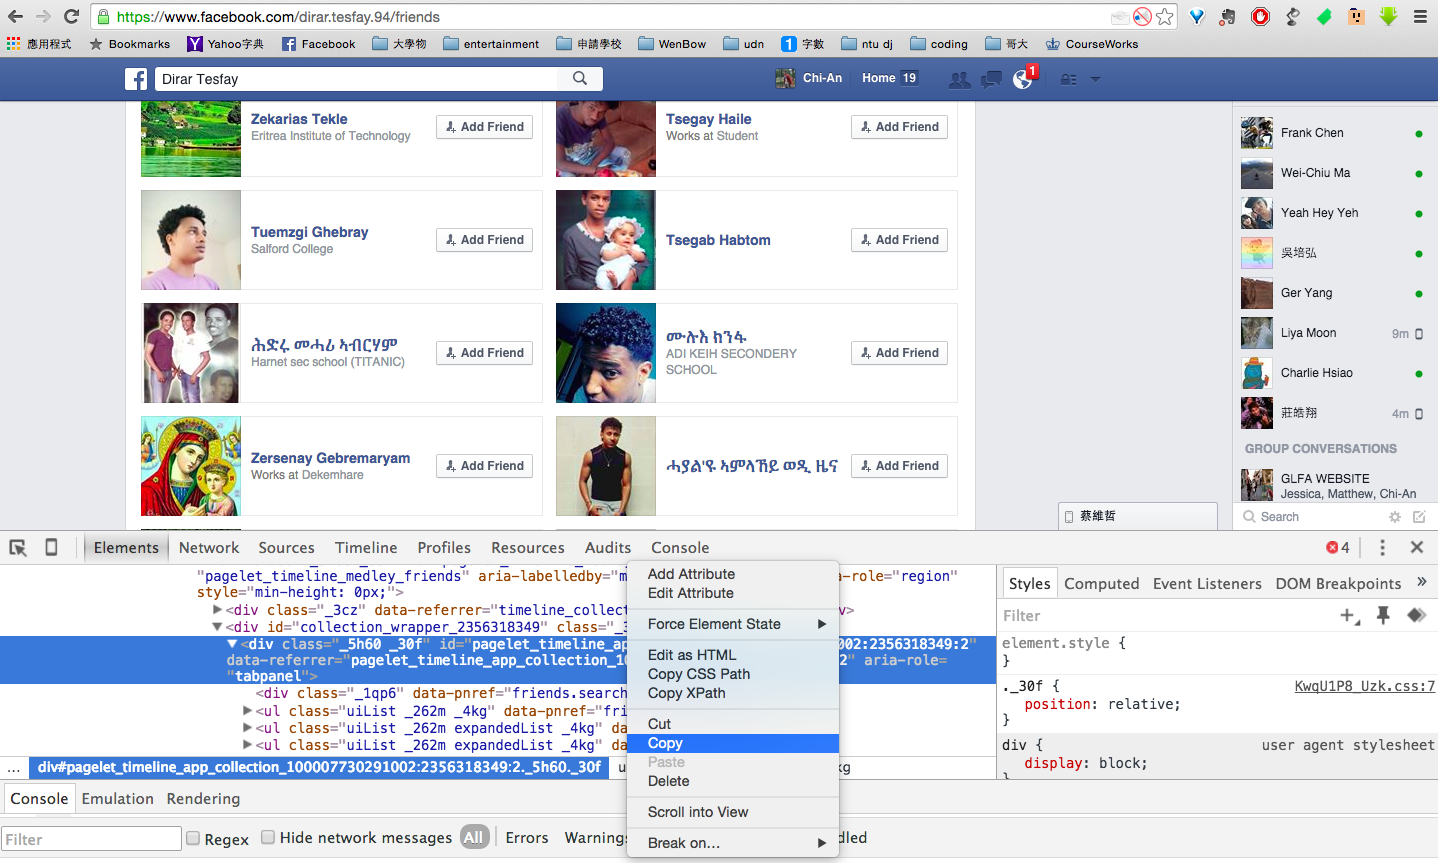 https://www.facebook.com/dirar.tesfay.94/friends
應用程式 Bookmarks Yahoo字典 Facebook 大學物 entertainment 申請學校 WenBow udn 1 字數 ntu dj coding 哥大 CourseWorks
Dirar Tesfay Chi-An Home 19 1
Zekarias Tekle
Eritrea Institute of Technology
Add Friend
Tsegay Haile
Works at Student
Add Friend
Tuemzgi Ghebray
Salford College
Add Friend
Tsegab Habtom
Add Friend
ሕድሩ መሓሪ ኣብርሃም
Harnet sec school (TITANIC)
Add Friend
ሙሉእ ክንፋ
ADI KEIH SECONDERY
SCHOOL
Add Friend
Zersenay Gebremaryam
Works at Dekemhare
Add Friend
ሓያል'ዩ ኣምላኸይ ወዲ ዜና
Add Friend
Frank Chen
Wei-Chiu Ma
Yeah Hey Yeh
吳培弘
Ger Yang
Liya Moon 9m
Charlie Hsiao
莊皓翔 4m
GROUP CONVERSATIONS
GLFA WEBSITE
Jessica, Matthew, Chi-An
Search
蔡維哲
Elements Network Sources Timeline Profiles Resources Audits Console 4
"pagelet_timeline_medley_friends" aria-labelledby="m a-role="region"
style="min-height: 0px;">
<div class="_3cz" data-referrer="timeline_collect v>
<div id="collection_wrapper_2356318349" class="_3
<div class="_5h60 _30f" id="pagelet_timeline_app 002:2356318349:2"
data-referrer="pagelet_timeline_app_collection_10 2" aria-role=
"tabpanel">
<div class="_1qp6" data-pnref="friends.search
<ul class="uiList _262m _4kg" data-pnref="fri
<ul class="uiList _262m expandedList _4kg" da
<ul class="uiList _262m expandedList _4kg" da
... div#pagelet_timeline_app_collection_100007730291002:2356318349:2._5h60._30f u kg
Add Attribute
Edit Attribute
Force Element State
Edit as HTML
Copy CSS Path
Copy XPath
Cut
Copy
Paste
Delete
Scroll into View
Break on...
Styles Computed Event Listeners DOM Breakpoints »
Filter
element.style {
}
._30f { KwqU1P8_Uzk.css:7
position: relative;
}
div { user agent stylesheet
display: block;
}
Console Emulation Rendering
Filter Regex Hide network messages All Errors Warnings dled